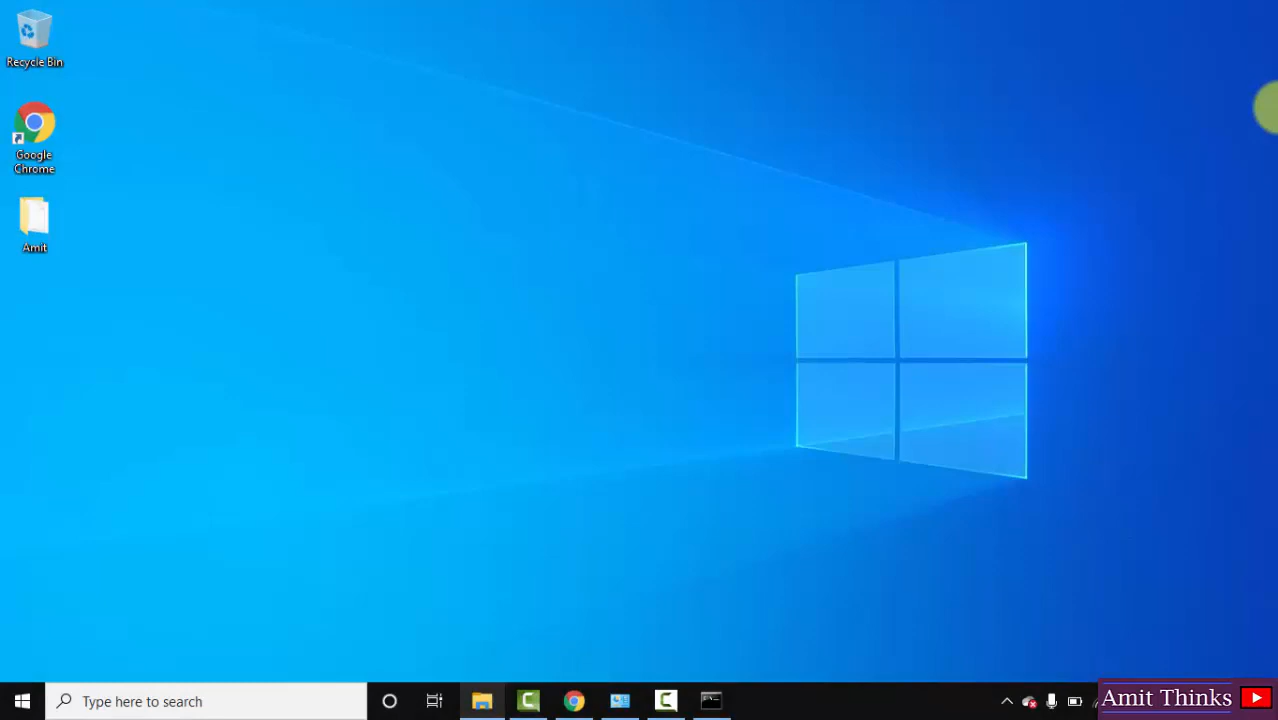 Recycle Bin
Google
Chrome
Amit
Type here to search
Amit Thinks